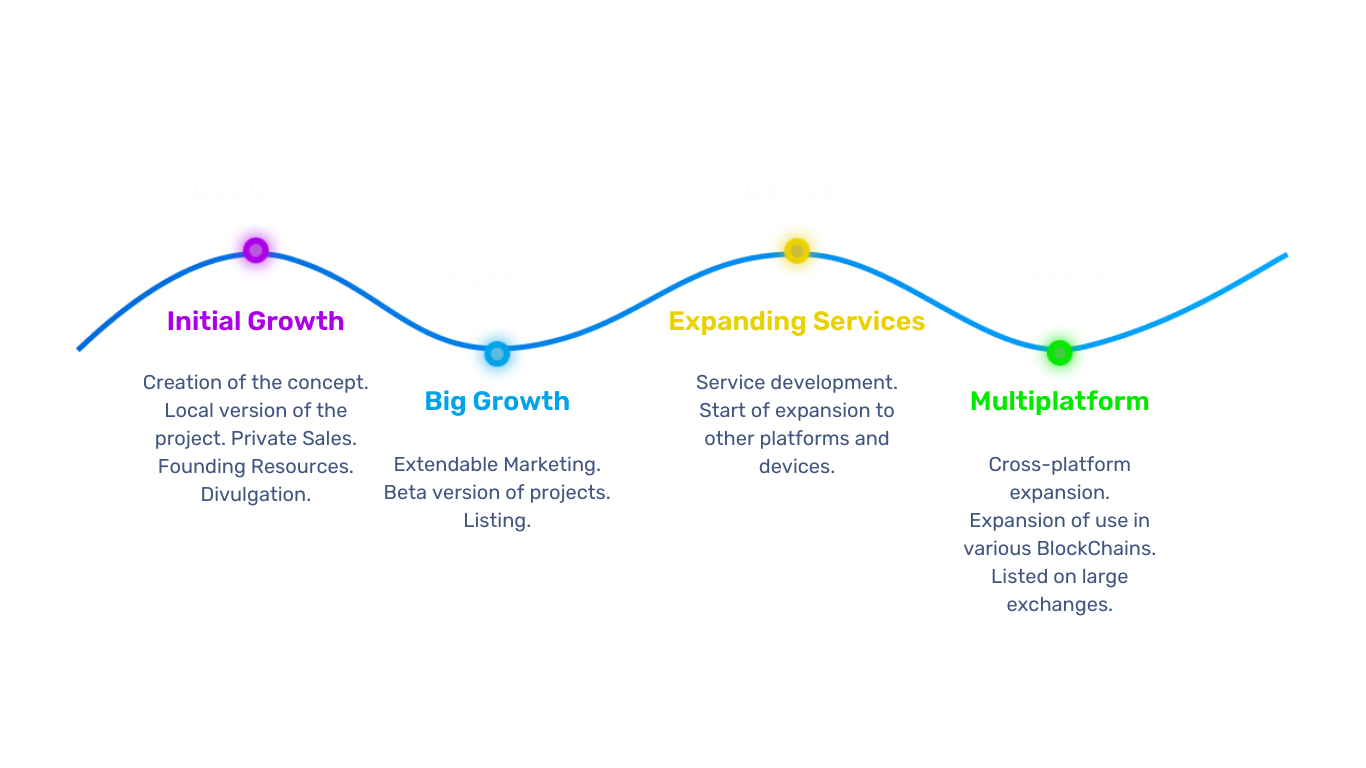 Q2 2022
Initial Growth
Creation of the concept.
Local version of the
project. Private Sales.
Founding Resources.
Divulgation.
Q3 2022
Big Growth
Extendable Marketing.
Beta version of projects.
Listing.
Q4 2022
Expanding Services
Service development.
Start of expansion to
other platforms and
devices.
Q1 2023
Multiplatform
Cross-platform
expansion.
Expansion of use in
various BlockChains.
Listed on large
exchanges.